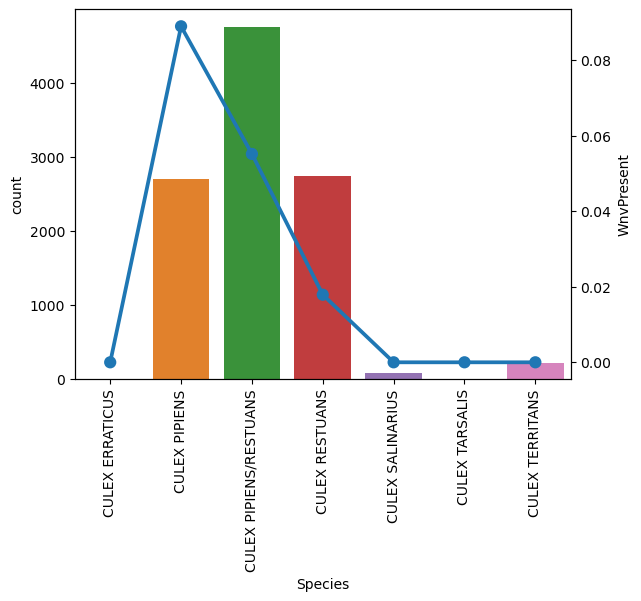 count
4000
3000
2000
1000
0
0.08
0.06
0.04
0.02
0.00
WnvPresent
CULEX ERRATICUS
CULEX PIPIENS
CULEX PIPIENS/RESTUANS
CULEX RESTUANS
CULEX SALINARIUS
CULEX TARSALIS
CULEX TERRITANS
Species